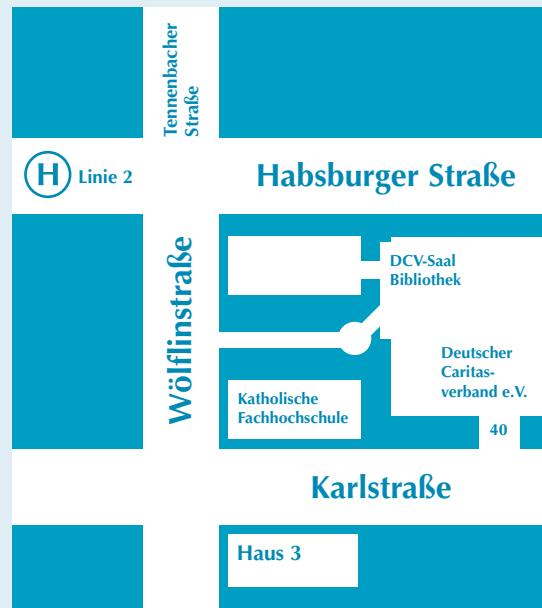 Tennenbacher
Straße
H Linie 2
Habsburger Straße
Wölflinstraße
DCV-Saal
Bibliothek
Deutscher
Caritas-
verband e.V.
Katholische
Fachhochschule
40
Karlstraße
Haus 3